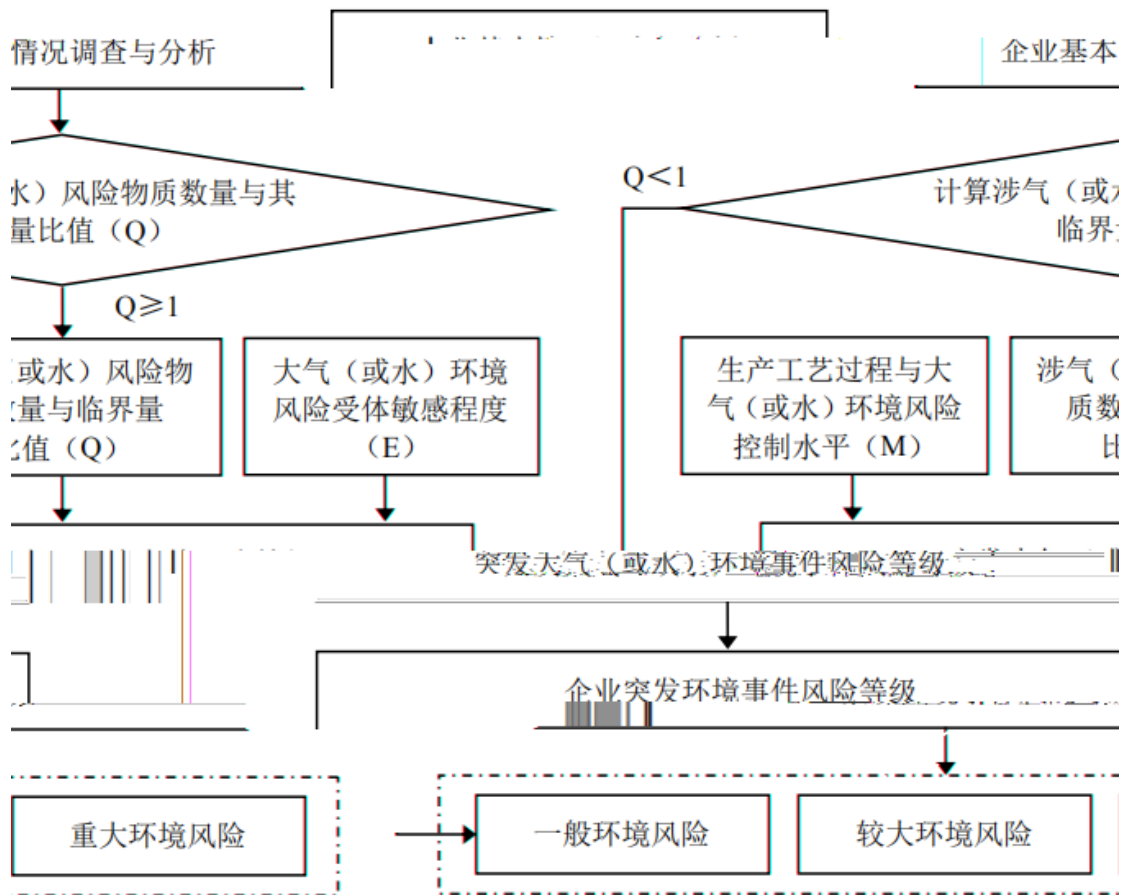 情况调查与分析
企业基本
Q<1
水）风险物质数量与其
量比值（Q）
计算涉气（或
临界
Q≥1
或水）风险物
量与临界量
值（Q）
大气（或水）环境
风险受体敏感程度
（E）
生产工艺过程与大
气（或水）环境风险
控制水平（M）
涉气（
质数
比
突发大气（或水）环境事件风险等级
企业突发环境事件风险等级
重大环境风险
一般环境风险
较大环境风险